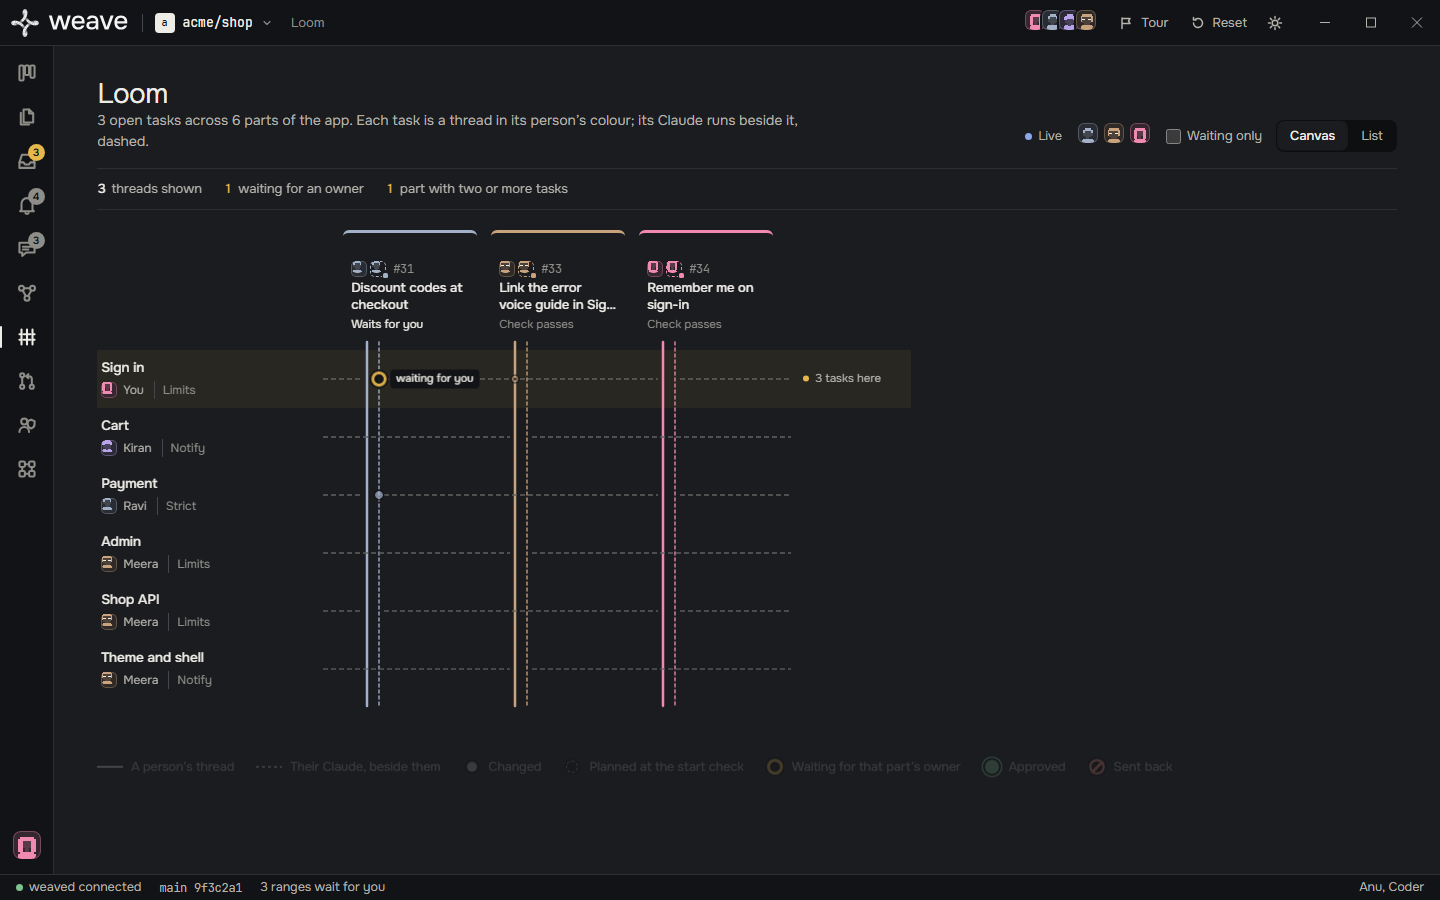 weave
a acme/shop
Loom
Tour
Reset
Loom
3 open tasks across 6 parts of the app. Each task is a thread in its person's colour; its Claude runs beside it,
dashed.
Live
Waiting only
Canvas
List
3
4
3
3 threads shown
1 waiting for an owner
1 part with two or more tasks
#31
Discount codes at
checkout
Waits for you
#33
Link the error
voice guide in Sig...
Check passes
#34
Remember me on
sign-in
Check passes
Sign in
You
Limits
waiting for you
3 tasks here
Cart
Kiran
Notify
Payment
Ravi
Strict
Admin
Meera
Limits
Shop API
Meera
Limits
Theme and shell
Meera
Notify
A person's thread
Their Claude, beside them
Changed
Planned at the start check
Waiting for that part's owner
Approved
Sent back
weaved connected
main 9f3c2a1
3 ranges wait for you
Anu, Coder